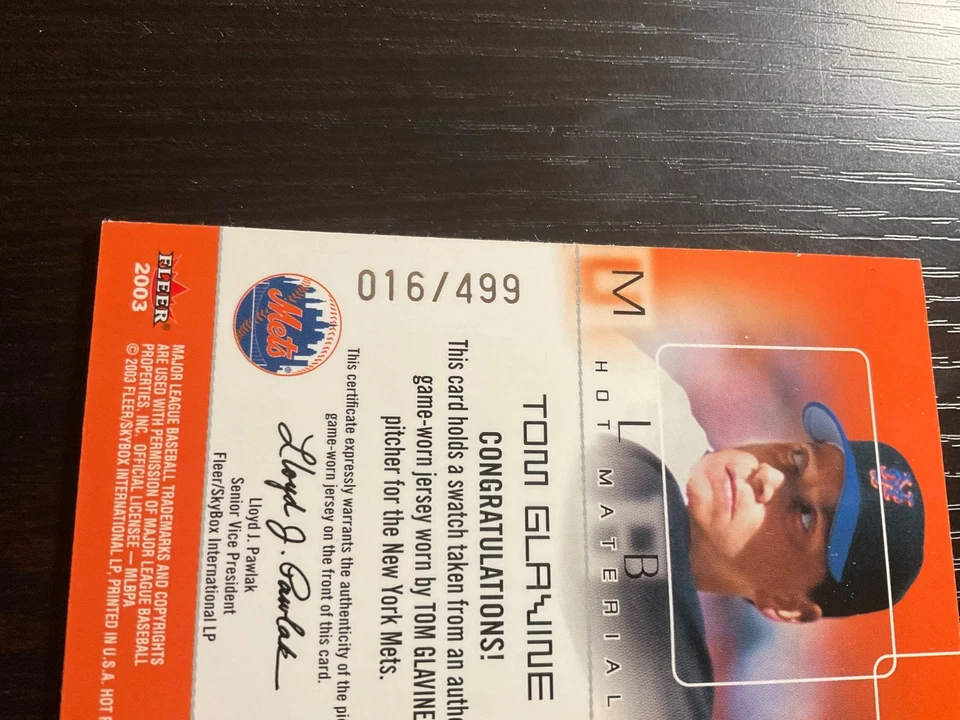 M L B
HOT MATERIAL
TOM GLAVINE
CONGRATULATIONS!
This card holds a swatch taken from an
game-worn jersey worn by TOM GLAVINE
pitcher for the New York Mets.
016/499
This certificate expressly warrants the authenticity of the
game-worn jersey on the front of this card.
Lloyd J. Pawlak
Lloyd J. Pawlak
Senior Vice President
Fleer/SkyBox International LP
Mets
NY
FLEER®
2003
MAJOR LEAGUE BASEBALL TRADEMARKS AND COPYRIGHTS
ARE USED WITH PERMISSION OF MAJOR LEAGUE BASEBALL
PROPERTIES, INC. OFFICIAL LICENSEE — MLBPA
© 2003 FLEER/SKYBOX INTERNATIONAL LP, PRINTED IN U.S.A. HOT